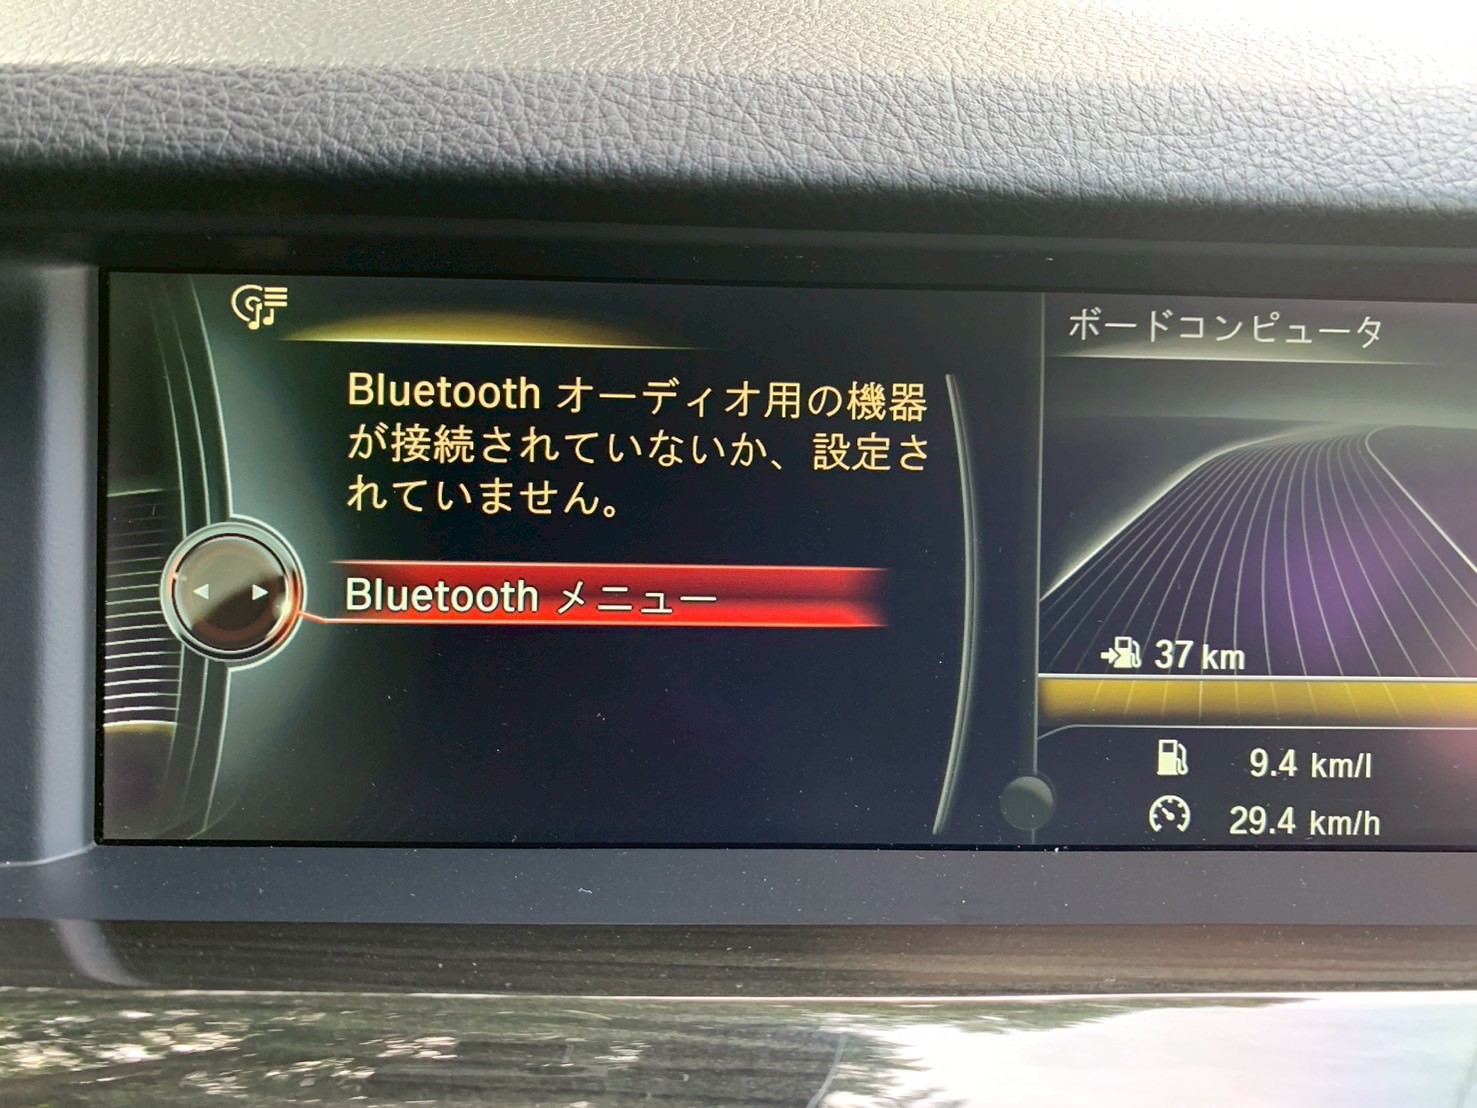 Bluetooth オーディオ用の機器
が接続されていないか、設定さ
れていません。
Bluetooth メニュー
ボードコンピュータ
37 km
9.4 km/l
29.4 km/h